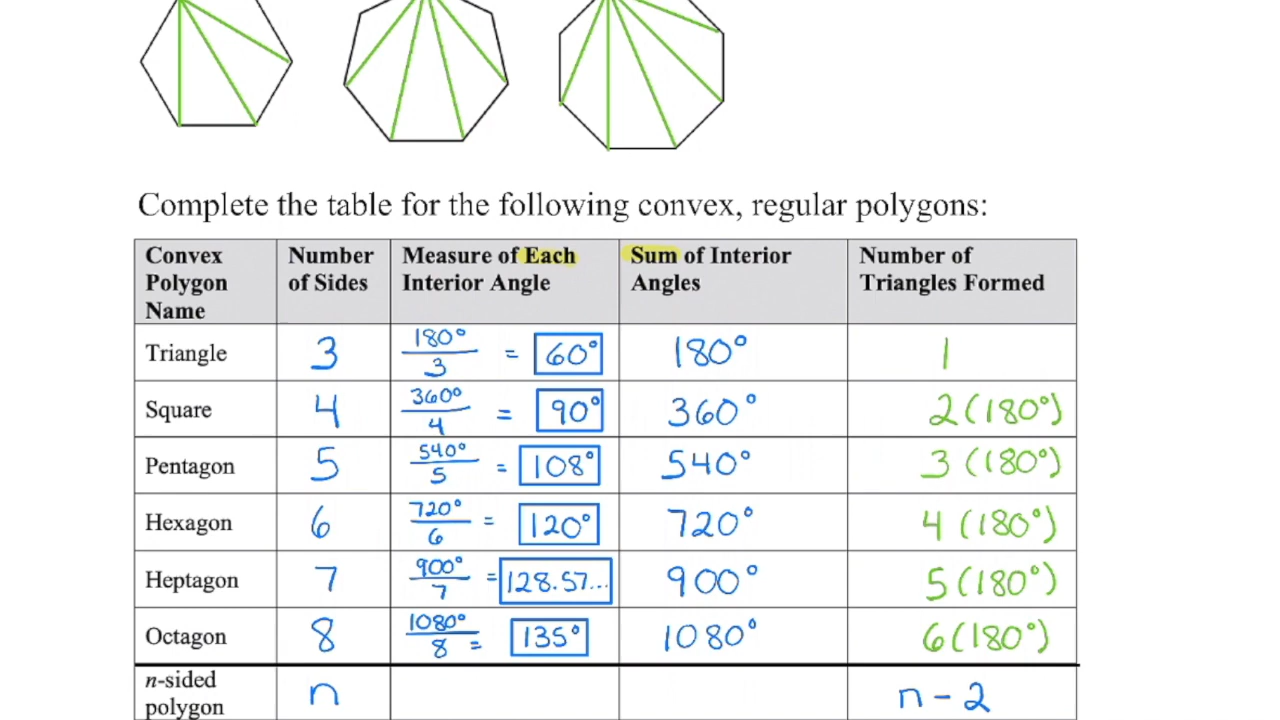 Complete the table for the following convex, regular polygons:
Convex Polygon Name | Number of Sides | Measure of Each Interior Angle | Sum of Interior Angles | Number of Triangles Formed
Triangle | 3 | 180°/3 = 60° | 180° | 1
Square | 4 | 360°/4 = 90° | 360° | 2(180°)
Pentagon | 5 | 540°/5 = 108° | 540° | 3(180°)
Hexagon | 6 | 720°/6 = 120° | 720° | 4(180°)
Heptagon | 7 | 900°/7 = 128.57... | 900° | 5(180°)
Octagon | 8 | 1080°/8 = 135° | 1080° | 6(180°)
n-sided polygon | n | | | n - 2